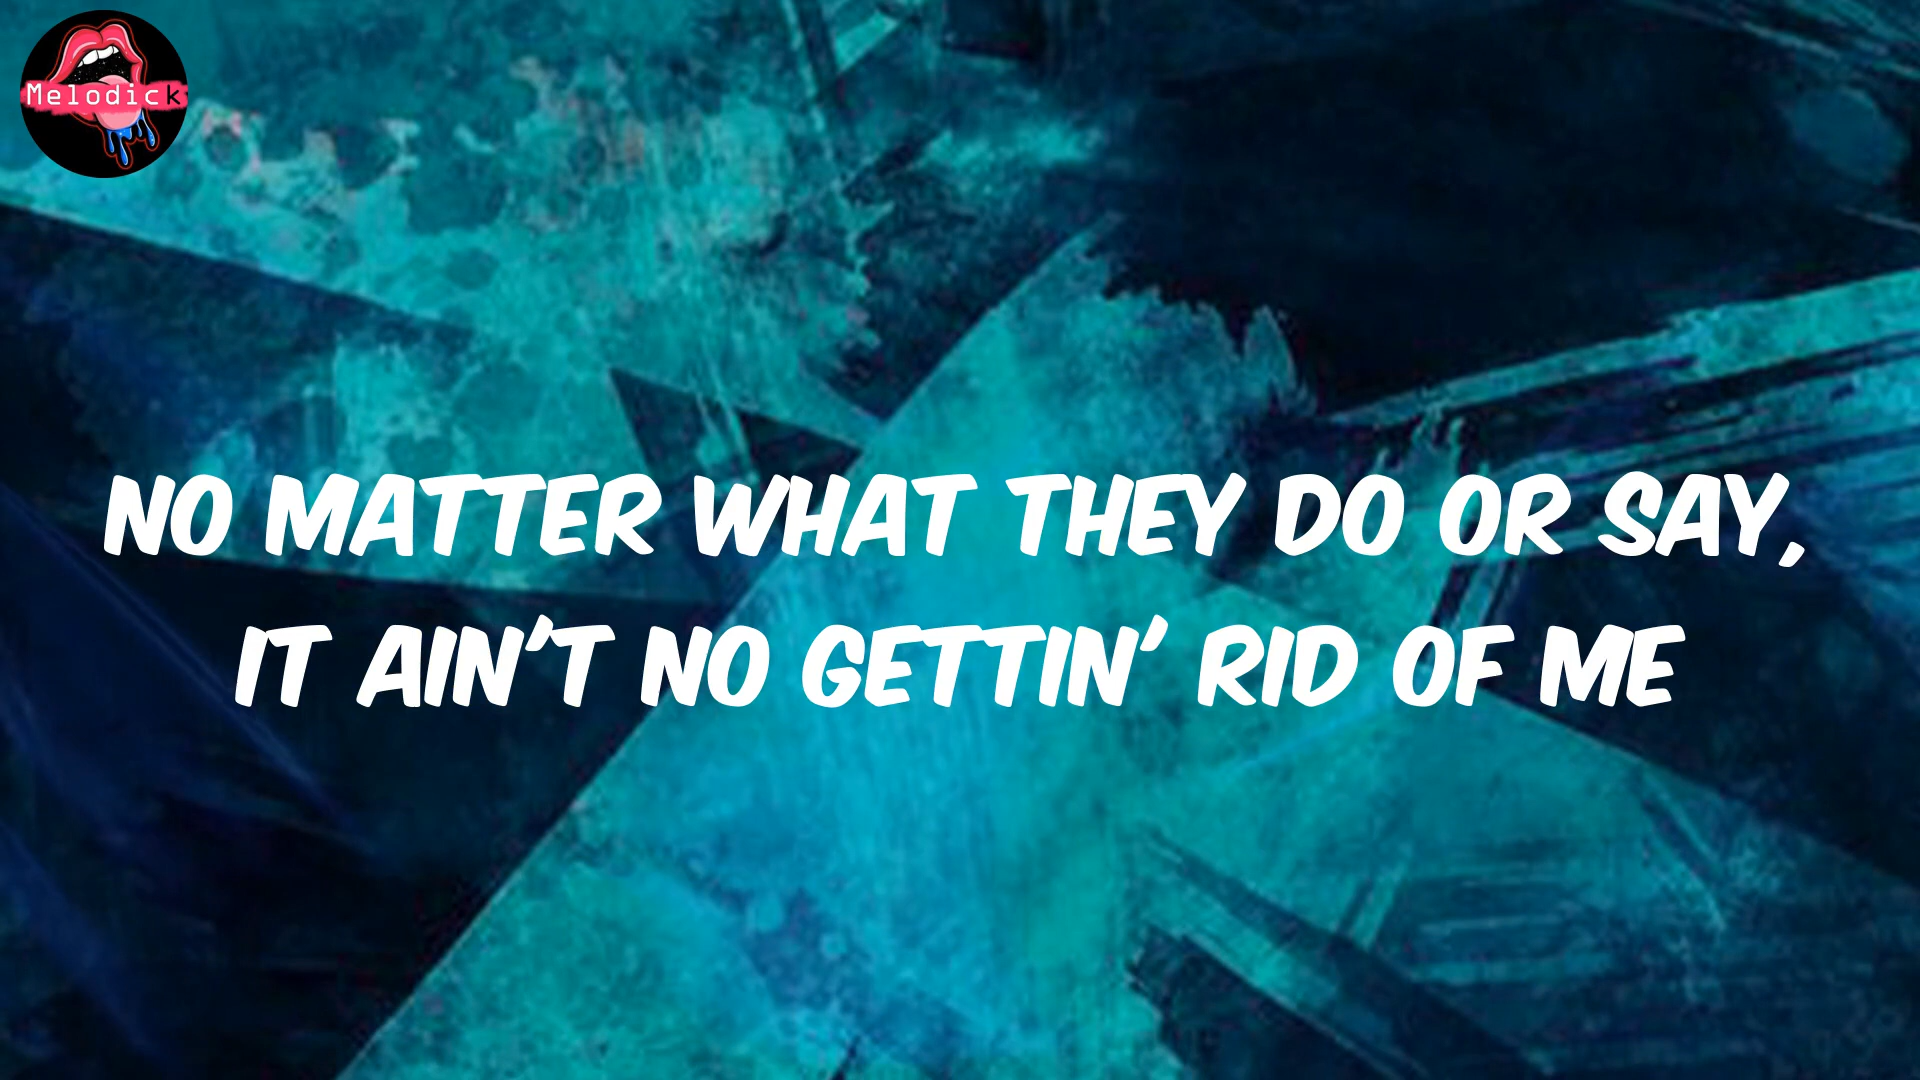 Melodick
NO MATTER WHAT THEY DO OR SAY,
IT AIN'T NO GETTIN' RID OF ME